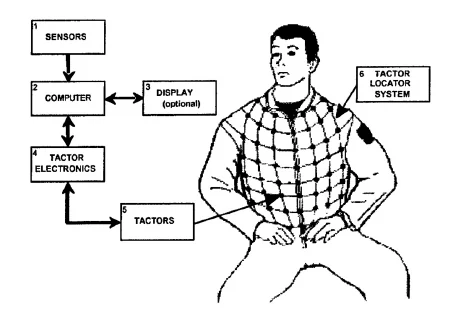 1
SENSORS
2
COMPUTER
3
DISPLAY
(optional)
4
TACTOR
ELECTRONICS
5
TACTORS
6 TACTOR
LOCATOR
SYSTEM